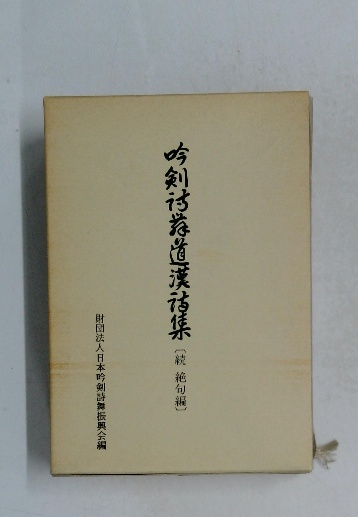 吟剣詩舞道漢詩集
〔続 絶句編〕
財団法人日本吟剣詩舞振興会編